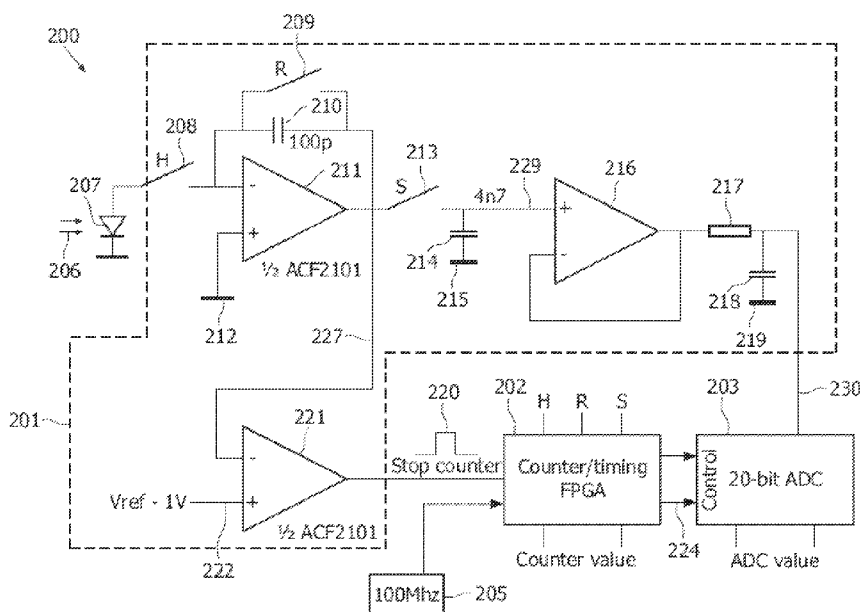 200
209
R
210
100p
208
H
211
213
S
4n7
229
216
217
207
-
+
+
-
206
1/2 ACF2101
214
215
218
219
212
227
230
201
221
220
202
H R S
203
-
Stop counter
Counter/timing
FPGA
Control
20-bit ADC
Vref - 1V
+
1/2 ACF2101
222
Counter value
224
ADC value
100Mhz
205